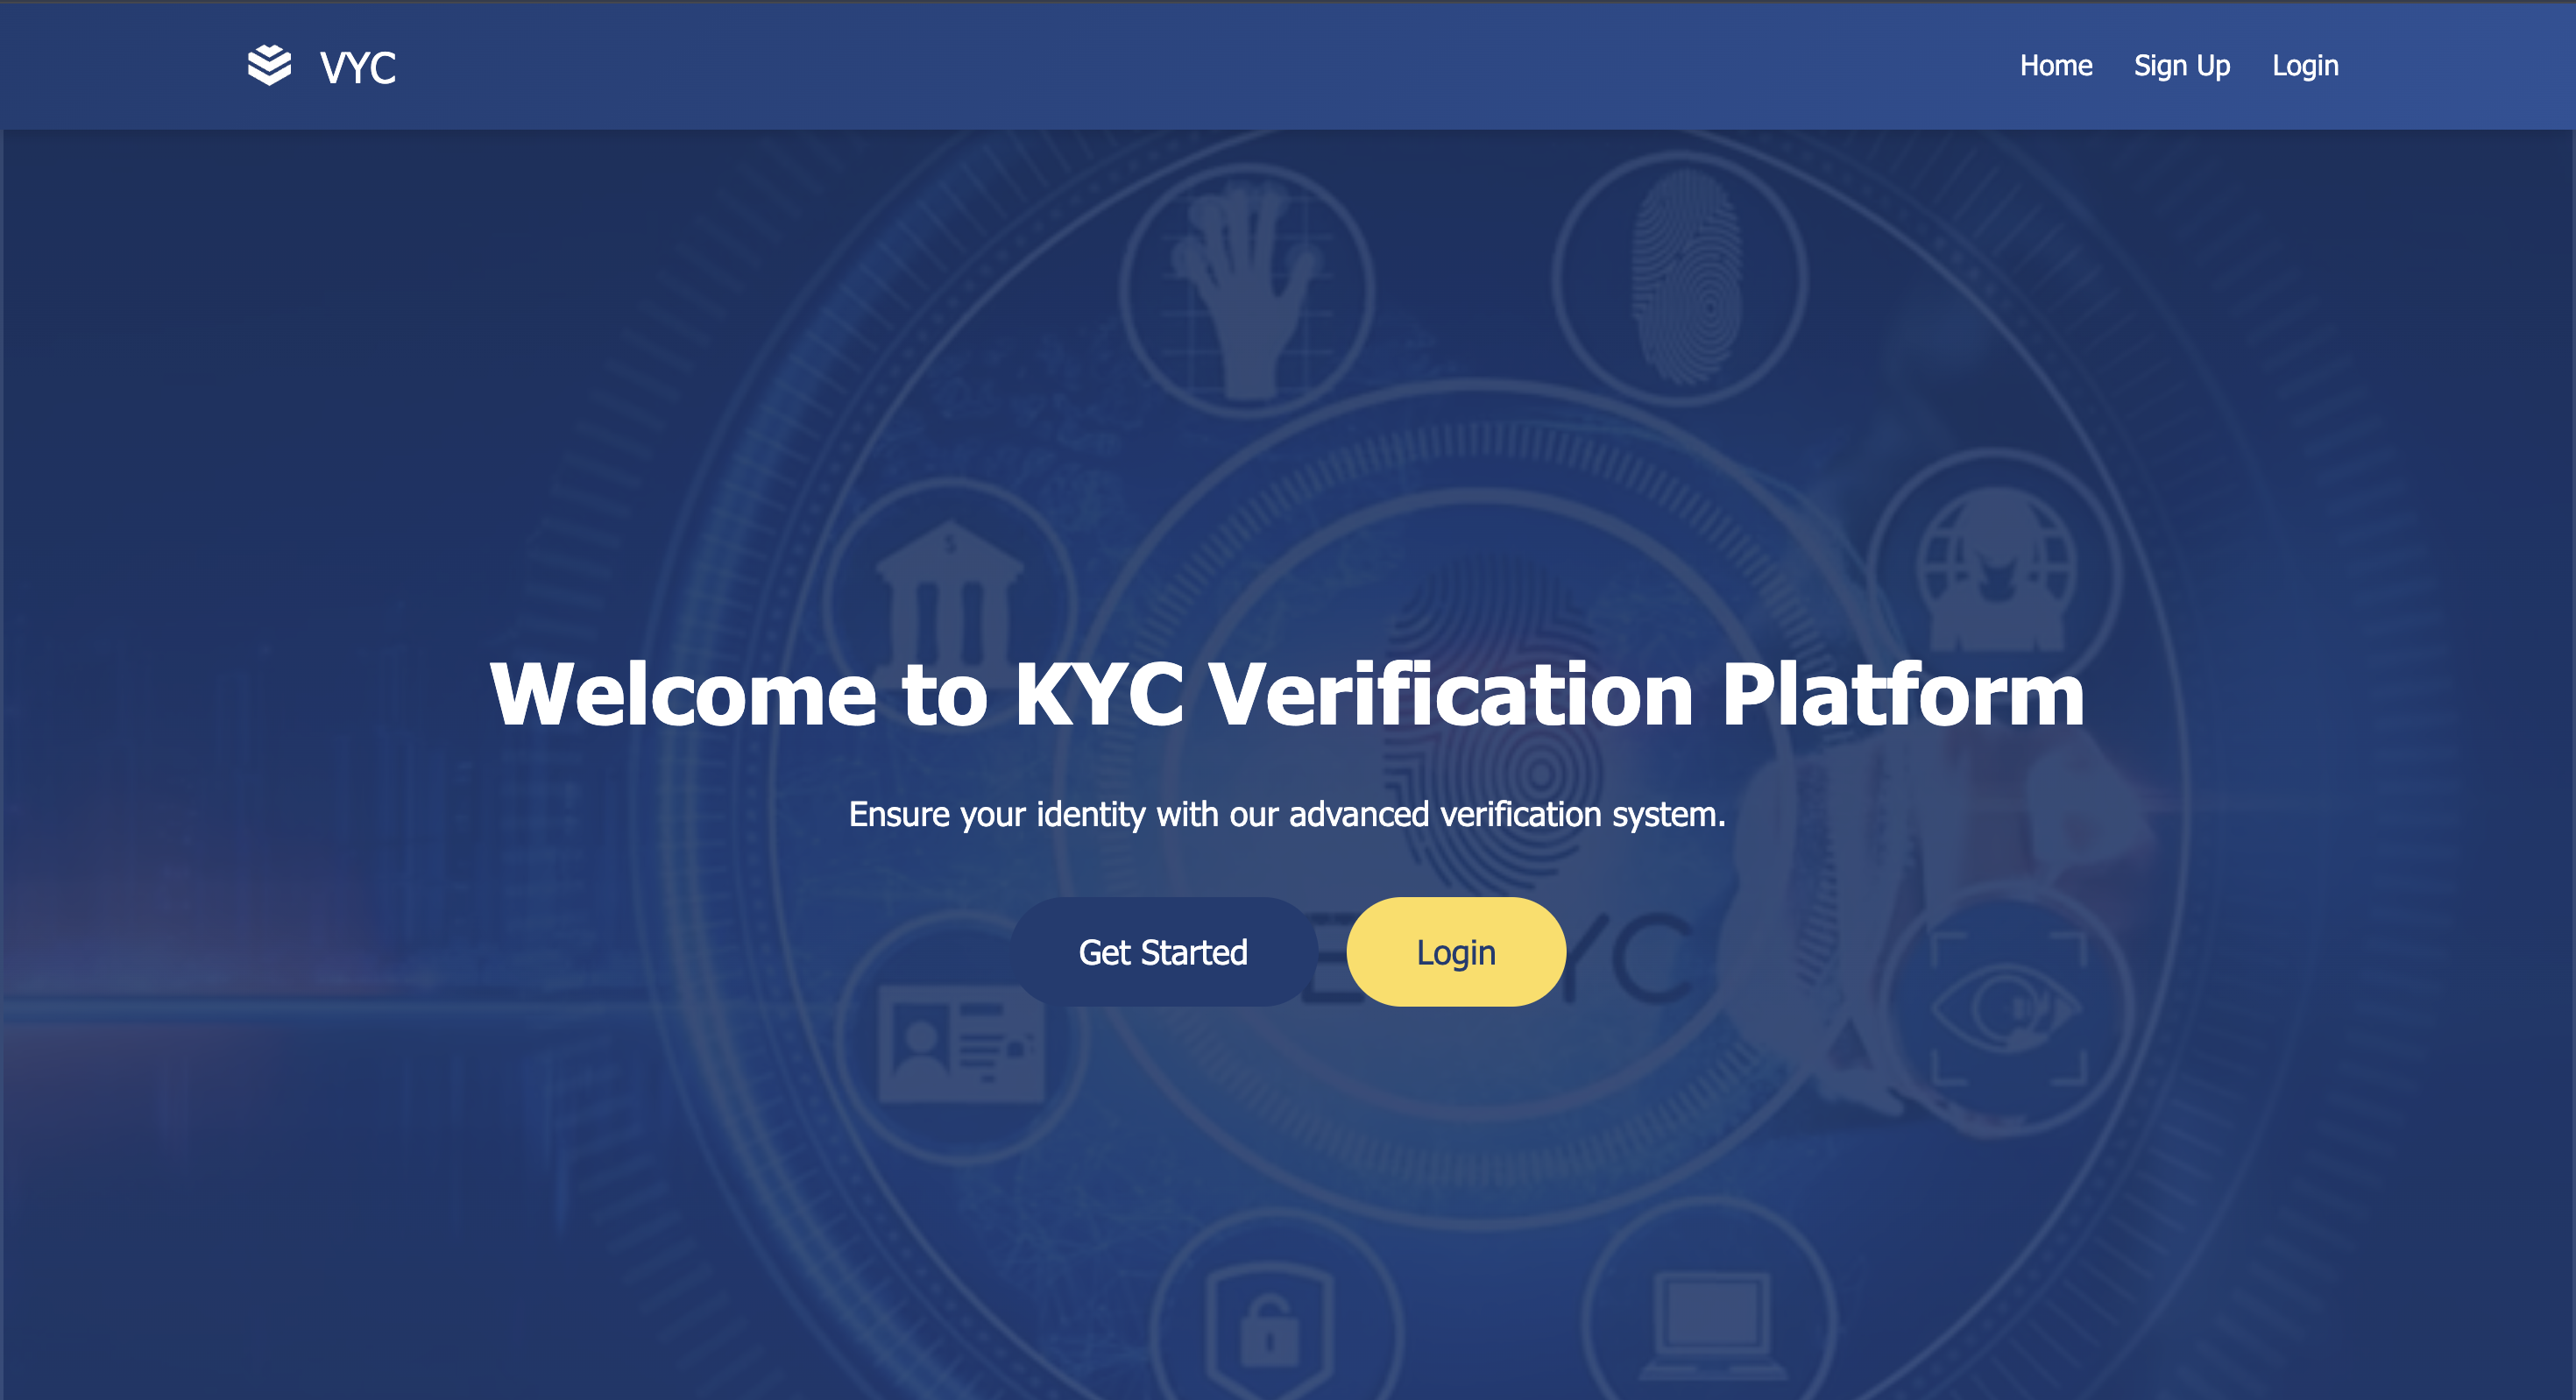 VYC
Home Sign Up Login
Welcome to KYC Verification Platform
Ensure your identity with our advanced verification system.
Get Started Login